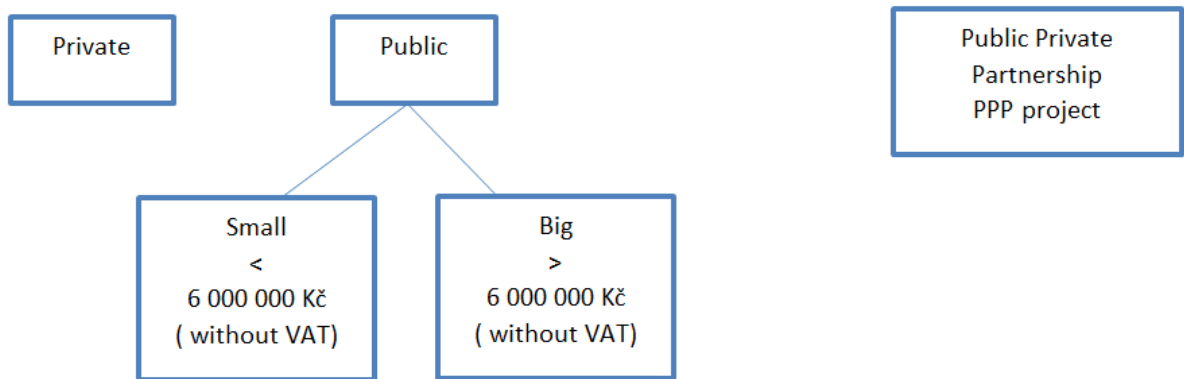 Private
Public
Public Private
Partnership
PPP project
Small
<
6 000 000 Kč
( without VAT)
Big
>
6 000 000 Kč
( without VAT)